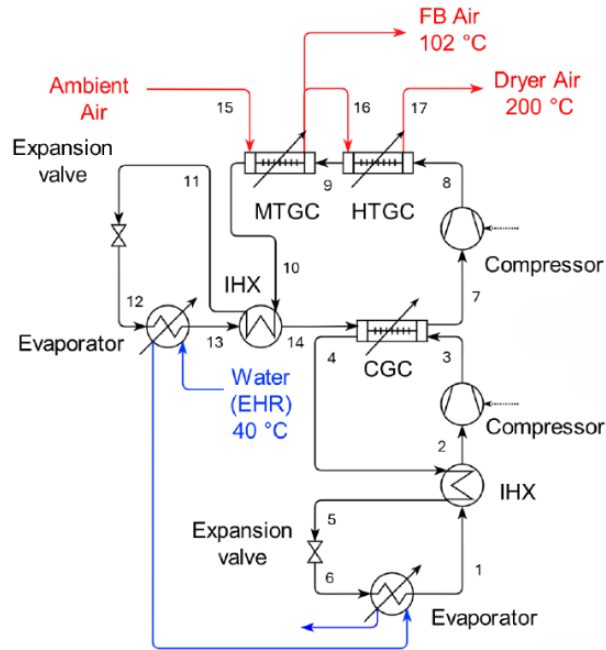 FB Air
102 °C
Ambient
Air
Dryer Air
200 °C
15
16
17
Expansion
valve
11
9
8
MTGC
HTGC
10
IHX
Compressor
7
12
Evaporator
13
14
4
3
CGC
Water
(EHR)
40 °C
Compressor
2
IHX
5
Expansion
valve
1
6
Evaporator